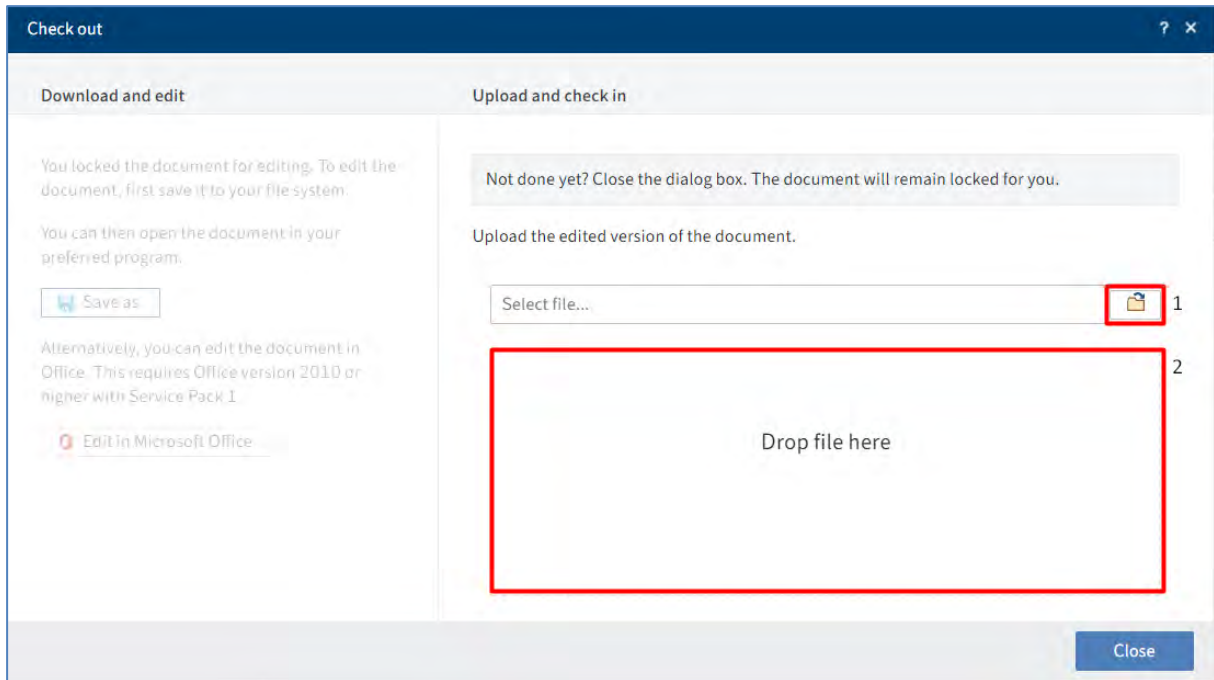 Check out
? ×
Download and edit
You locked the document for editing. To edit the
document, first save it to your file system.
You can then open the document in your
preferred program.
Save as
Alternatively, you can edit the document in
Office. This requires Office version 2010 or
higher with Service Pack 1
Edit in Microsoft Office
Upload and check in
Not done yet? Close the dialog box. The document will remain locked for you.
Upload the edited version of the document.
Select file...
1
2
Drop file here
Close